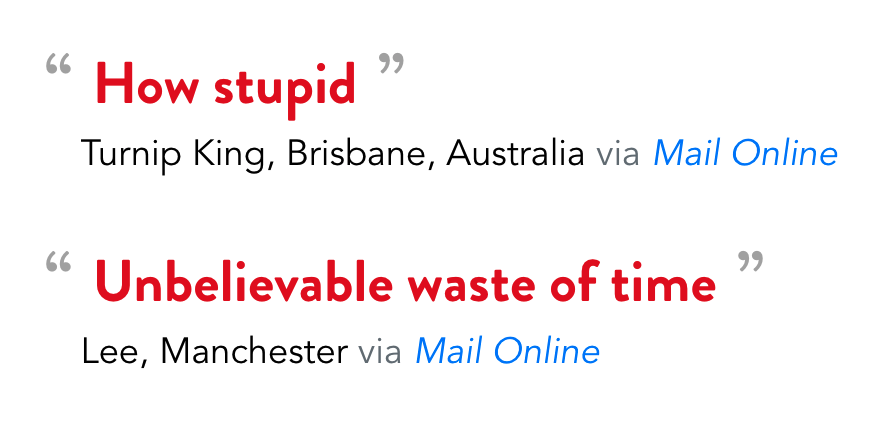 “ How stupid ”
Turnip King, Brisbane, Australia via Mail Online
“ Unbelievable waste of time ”
Lee, Manchester via Mail Online